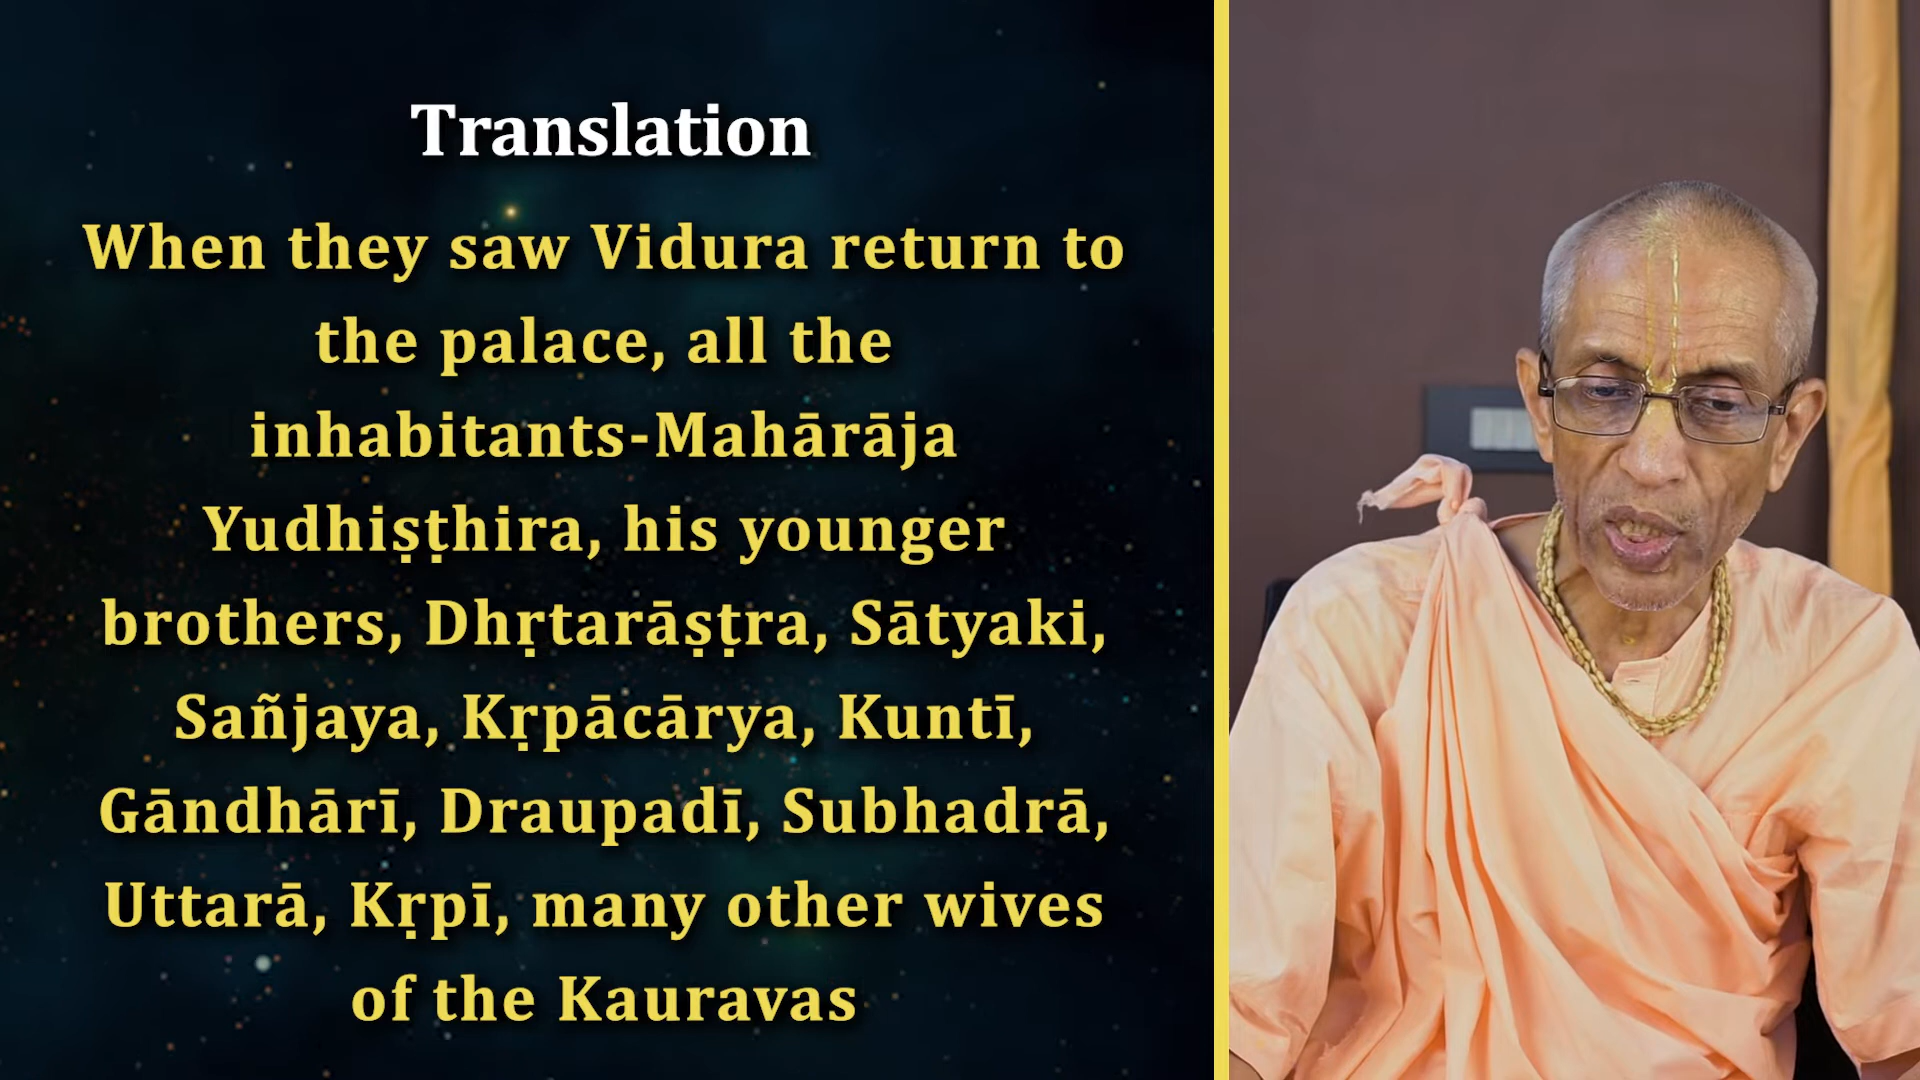 Translation
When they saw Vidura return to
the palace, all the
inhabitants-Mahārāja
Yudhiṣṭhira, his younger
brothers, Dhṛtarāṣṭra, Sātyaki,
Sañjaya, Kṛpācārya, Kuntī,
Gāndhārī, Draupadī, Subhadrā,
Uttarā, Kṛpī, many other wives
of the Kauravas